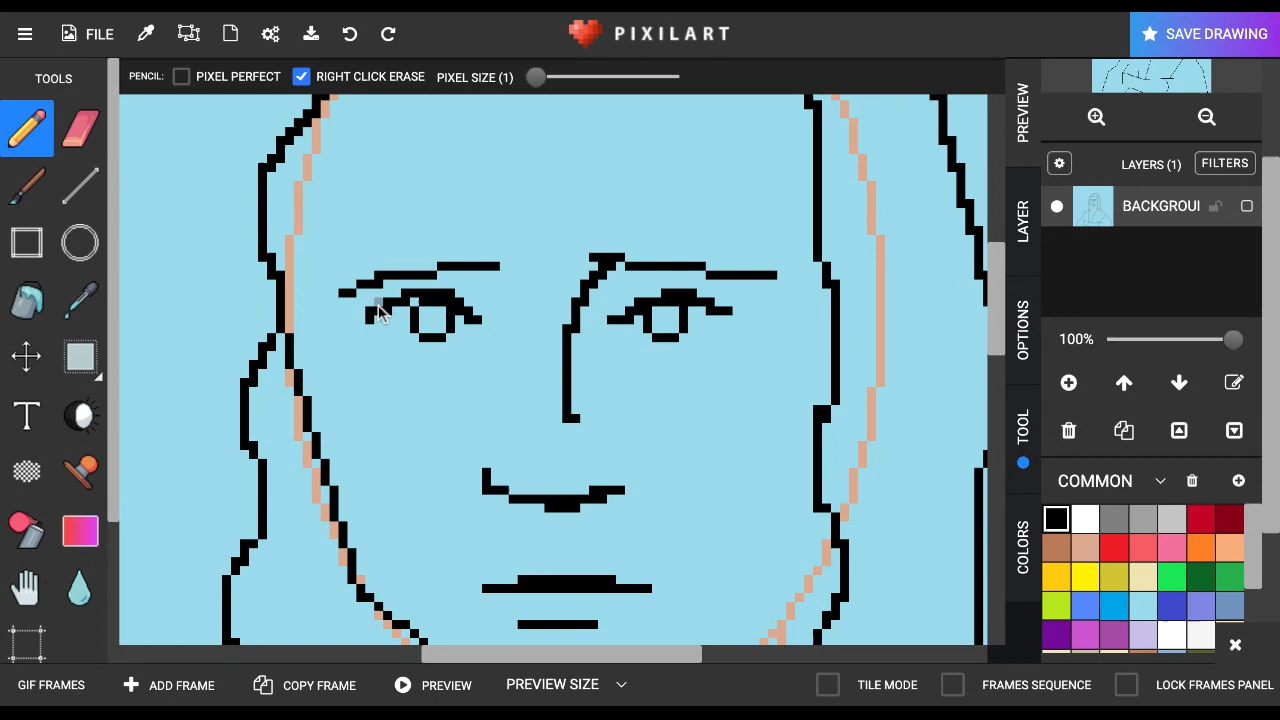 FILE
PIXILART
SAVE DRAWING
TOOLS
PENCIL:
PIXEL PERFECT
RIGHT CLICK ERASE
PIXEL SIZE (1)
PREVIEW
LAYER
OPTIONS
TOOL
COLORS
LAYERS (1)
FILTERS
BACKGROUI
100%
COMMON
GIF FRAMES
ADD FRAME
COPY FRAME
PREVIEW
PREVIEW SIZE
TILE MODE
FRAMES SEQUENCE
LOCK FRAMES PANEL